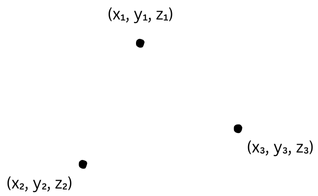 (x₁, y₁, z₁)
(x₃, y₃, z₃)
(x₂, y₂, z₂)